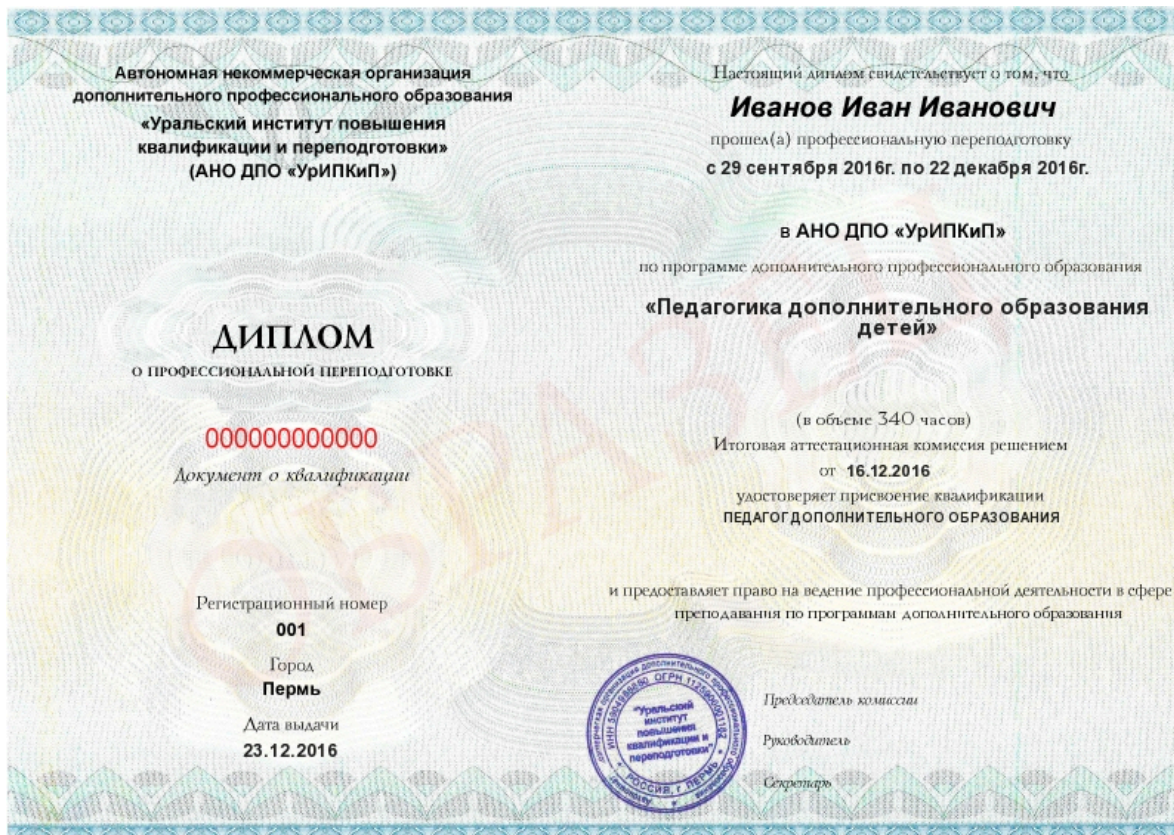 Автономная некоммерческая организация
дополнительного профессионального образования
«Уральский институт повышения
квалификации и переподготовки»
(АНО ДПО «УрИПКиП»)
ДИПЛОМ
О ПРОФЕССИОНАЛЬНОЙ ПЕРЕПОДГОТОВКЕ
000000000000
Документ о квалификации
Регистрационный номер
001
Город
Пермь
Дата выдачи
23.12.2016
Настоящий диплом свидетельствует о том, что
Иванов Иван Иванович
прошел(а) профессиональную переподготовку
с 29 сентября 2016г. по 22 декабря 2016г.
в АНО ДПО «УрИПКиП»
по программе дополнительного профессионального образования
«Педагогика дополнительного образования
детей»
(в объеме 340 часов)
Итоговая аттестационная комиссия решением
от 16.12.2016
удостоверяет присвоение квалификации
ПЕДАГОГ ДОПОЛНИТЕЛЬНОГО ОБРАЗОВАНИЯ
и предоставляет право на ведение профессиональной деятельности в сфере
преподавания по программам дополнительного образования
Председатель комиссии
Руководитель
Секретарь
"Уральский
институт
повышения
квалификации и
переподготовки"
РОССИЯ, г. ПЕРМЬ
ОБРАЗЕЦ